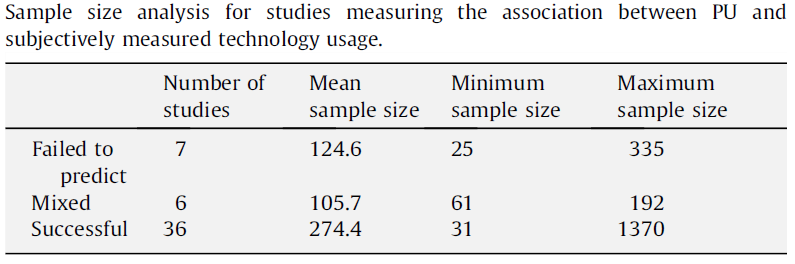 Sample size analysis for studies measuring the association between PU and
subjectively measured technology usage.
Number of studies Mean sample size Minimum sample size Maximum sample size
Failed to predict 7 124.6 25 335
Mixed 6 105.7 61 192
Successful 36 274.4 31 1370